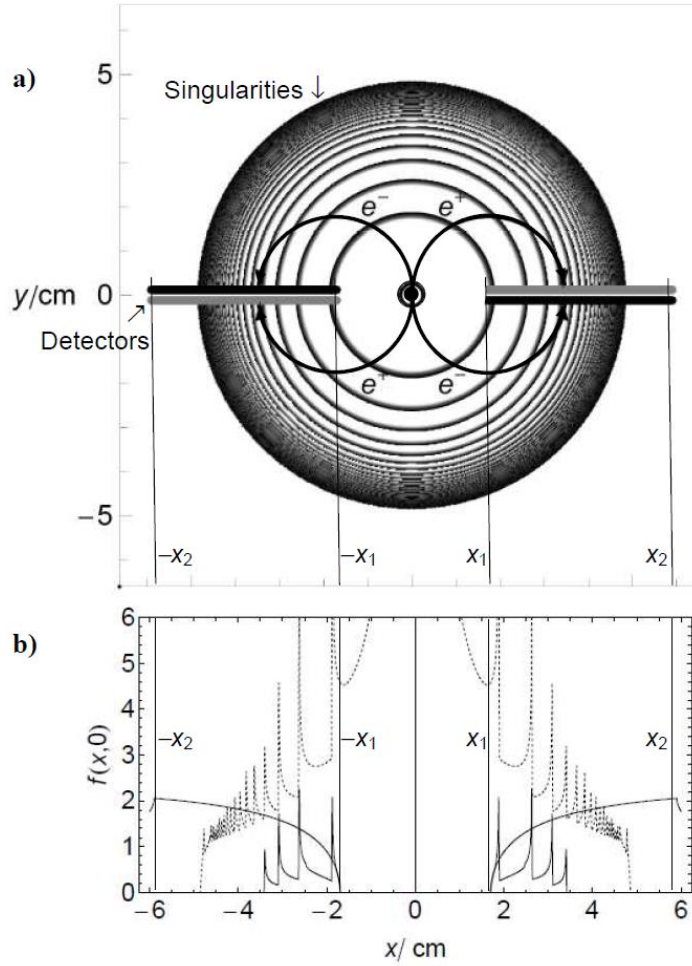 a)
5
Singularities ↓
e⁻ e⁺
y/cm 0
Detectors
e⁺ e⁻
−5
−x₂ −x₁ x₁ x₂
b)
6
5
4
−x₂ −x₁ x₁ x₂
3
f(x,0)
2
1
0
−6 −4 −2 0 2 4 6
x/ cm